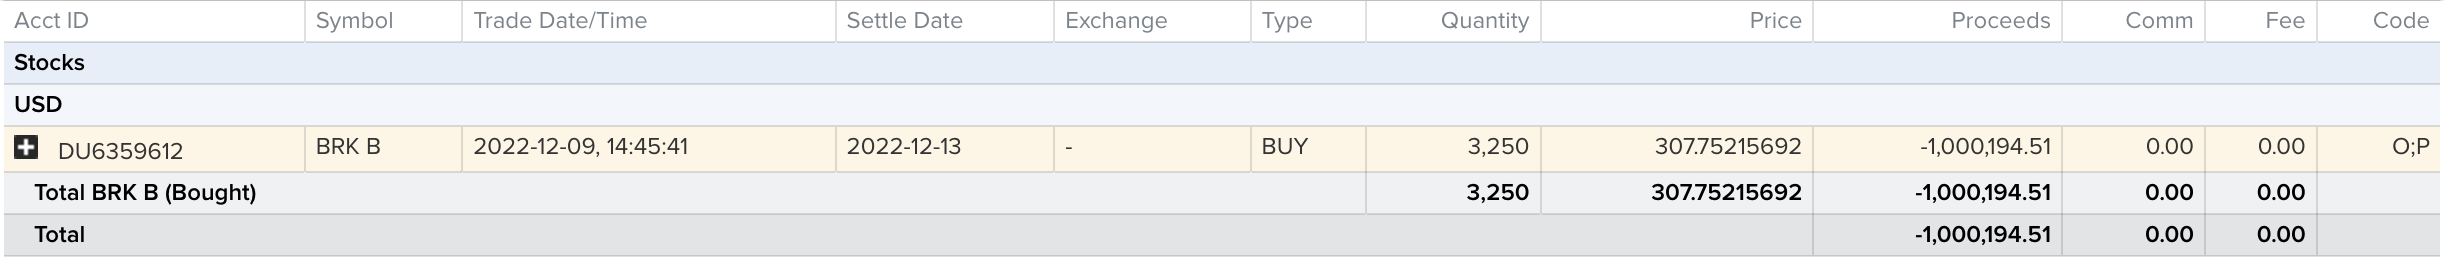 Acct ID Symbol Trade Date/Time Settle Date Exchange Type Quantity Price Proceeds Comm Fee Code
Stocks
USD
DU6359612 BRK B 2022-12-09, 14:45:41 2022-12-13 - BUY 3,250 307.75215692 -1,000,194.51 0.00 0.00 O;P
Total BRK B (Bought) 3,250 307.75215692 -1,000,194.51 0.00 0.00
Total -1,000,194.51 0.00 0.00